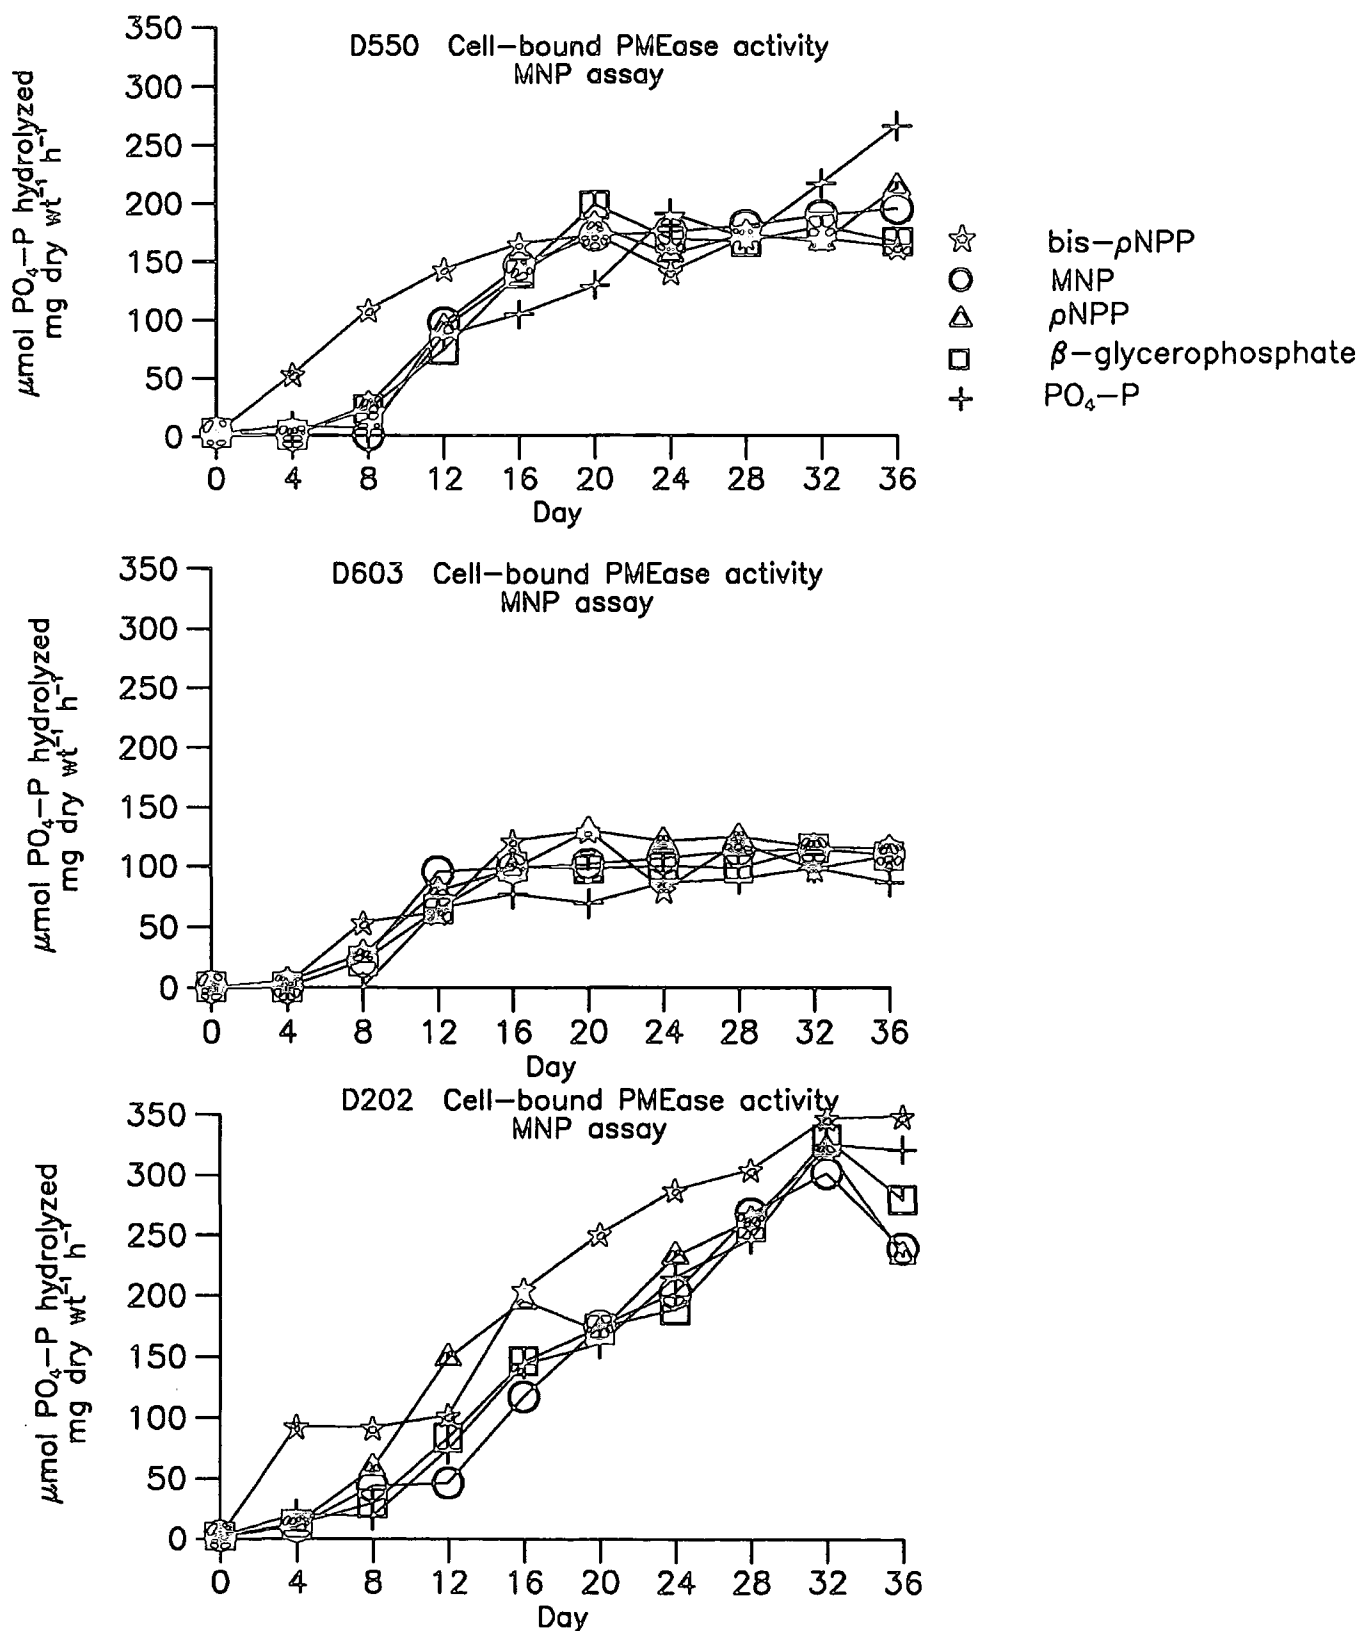 350
D550 Cell-bound PMEase activity
MNP assay
300
250
200
150
100
50
0
μmol PO₄-P hydrolyzed
mg dry wt⁻¹ h⁻¹
0 4 8 12 16 20 24 28 32 36
Day
bis-ρNPP
MNP
ρNPP
β-glycerophosphate
PO₄-P
350
D603 Cell-bound PMEase activity
MNP assay
300
250
200
150
100
50
0
μmol PO₄-P hydrolyzed
mg dry wt⁻¹ h⁻¹
0 4 8 12 16 20 24 28 32 36
Day
350
D202 Cell-bound PMEase activity
MNP assay
300
250
200
150
100
50
0
μmol PO₄-P hydrolyzed
mg dry wt⁻¹ h⁻¹
0 4 8 12 16 20 24 28 32 36
Day